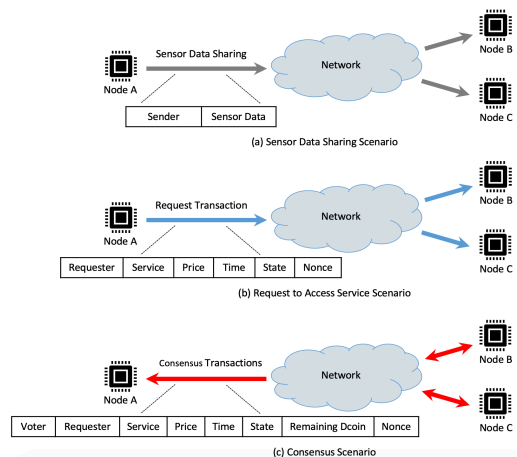 Sensor Data Sharing
Network
Node A
Node B
Node C
Sender Sensor Data
(a) Sensor Data Sharing Scenario
Request Transaction
Network
Node A
Node B
Node C
Requester Service Price Time State Nonce
(b) Request to Access Service Scenario
Consensus Transactions
Network
Node A
Node B
Node C
Voter Requester Service Price Time State Remaining Dcoin Nonce
(c) Consensus Scenario